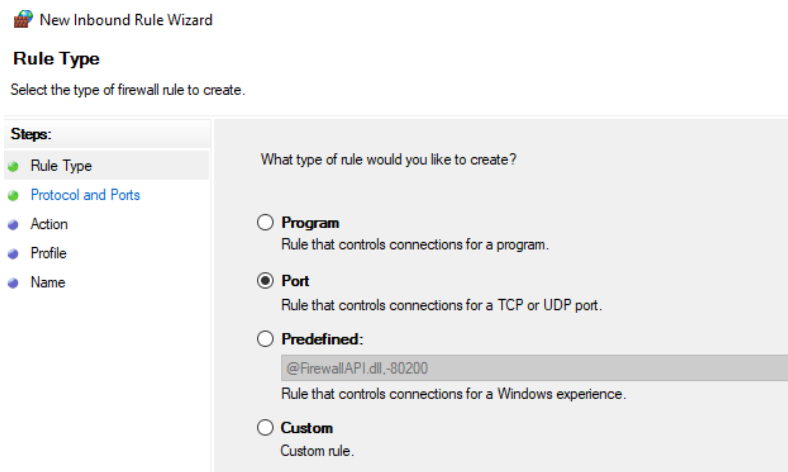 New Inbound Rule Wizard
Rule Type
Select the type of firewall rule to create.
Steps:
Rule Type
Protocol and Ports
Action
Profile
Name
What type of rule would you like to create?
Program
Rule that controls connections for a program.
Port
Rule that controls connections for a TCP or UDP port.
Predefined:
@FirewallAPI.dll,-80200
Rule that controls connections for a Windows experience.
Custom
Custom rule.